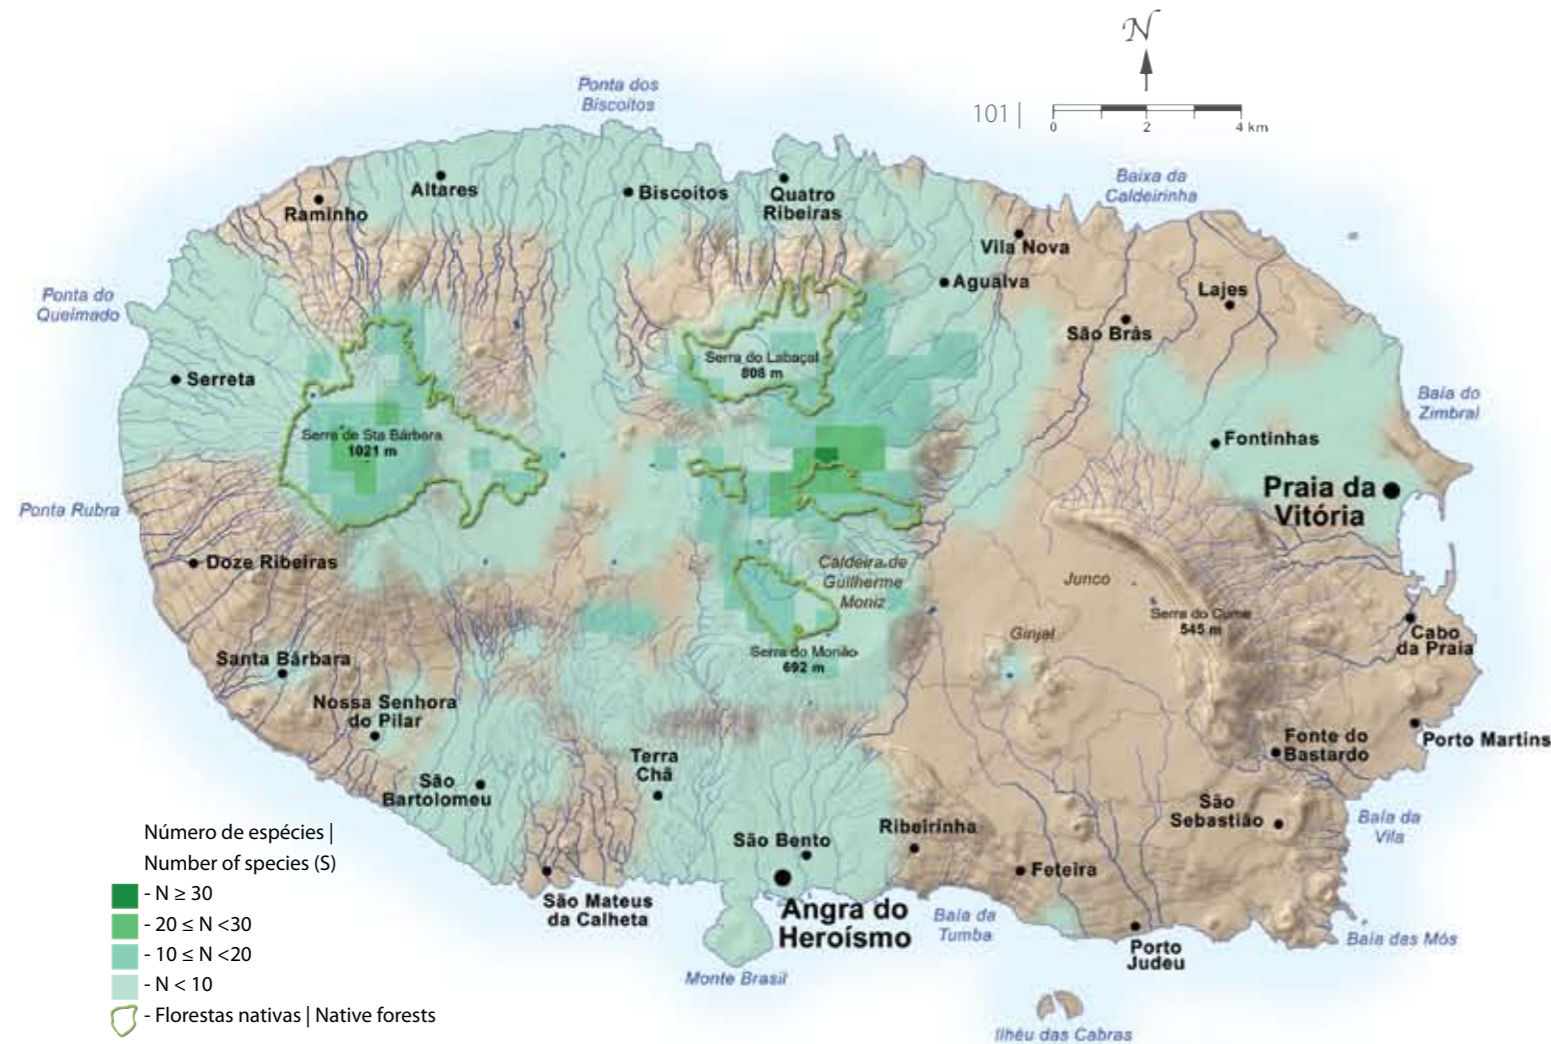 N
101 |
0 2 4 km
Ponta dos
Biscoitos
Baixa da
Caldeirinha
Altares
Biscoitos
Quatro
Ribeiras
Raminho
Vila Nova
Agualva
Lajes
São Brás
Ponta do
Queimado
Serra do Labaçal
808 m
Serreta
Baía do
Zimbral
Serra de Sta Bárbara
1021 m
Fontinhas
Praia da
Vitória
Ponta Rubra
Doze Ribeiras
Caldeira de
Guilherme
Moniz
Junco
Serra do Cume
545 m
Ginjal
Cabo
da Praia
Serra do Morião
692 m
Santa Bárbara
Nossa Senhora
do Pilar
Fonte do
Bastardo
Porto Martins
Terra
Chã
São
Bartolomeu
São
Sebastião
Baía da
Vila
Ribeirinha
São Bento
Feteira
Número de espécies |
Number of species (S)
- N ≥ 30
- 20 ≤ N <30
- 10 ≤ N <20
- N < 10
- Florestas nativas | Native forests
São Mateus
da Calheta
Angra do
Heroísmo
Baía da
Tumba
Porto
Judeu
Baía das Mós
Monte Brasil
Ilhéu das Cabras